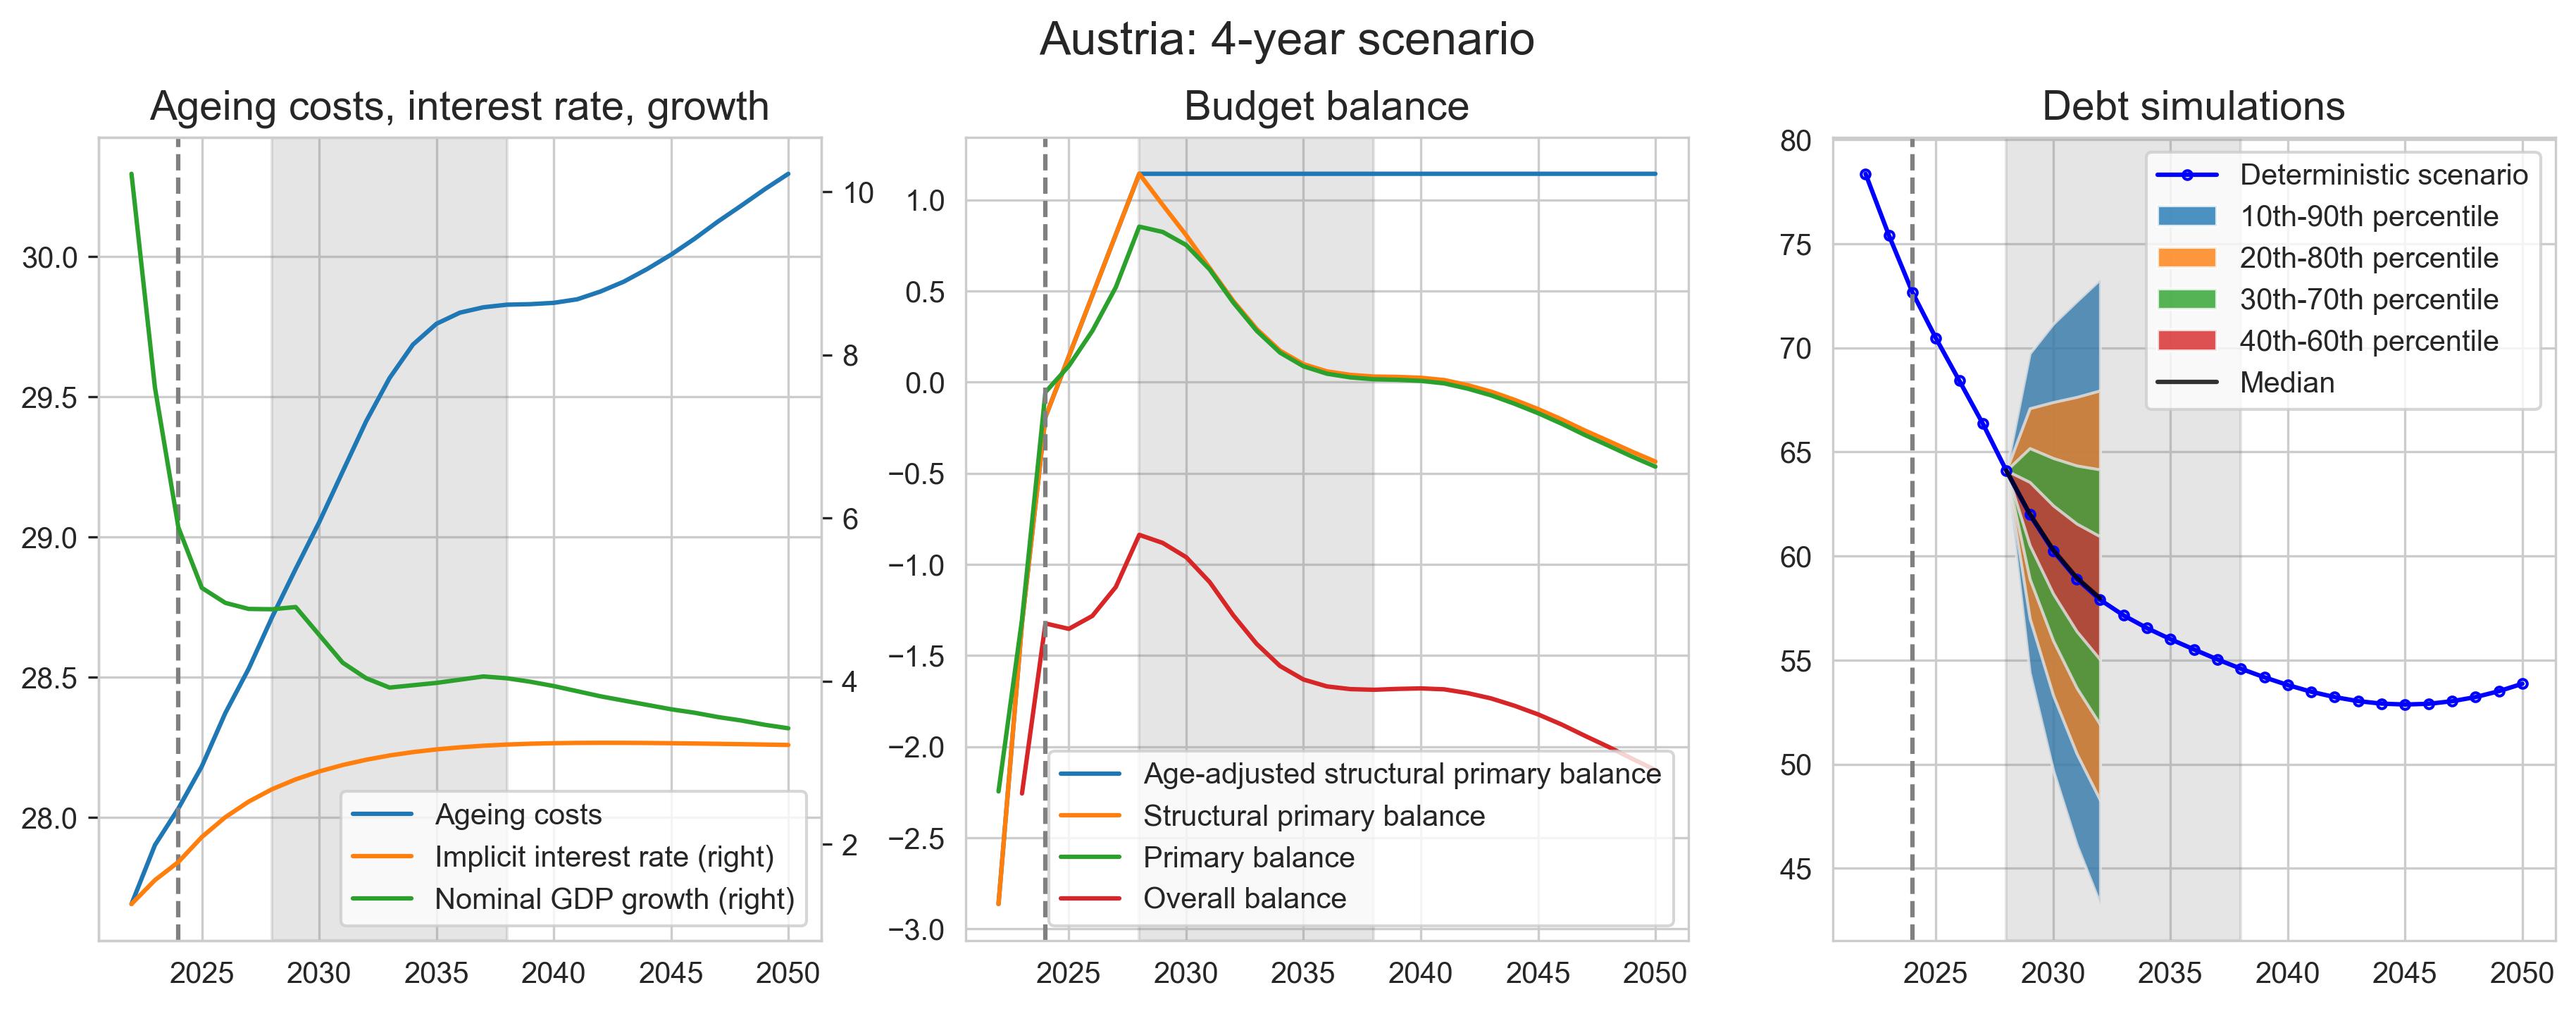 Austria: 4-year scenario
Ageing costs, interest rate, growth
30.0
29.5
29.0
28.5
28.0
10
8
6
4
2
2025 2030 2035 2040 2045 2050
Ageing costs
Implicit interest rate (right)
Nominal GDP growth (right)
Budget balance
1.0
0.5
0.0
−0.5
−1.0
−1.5
−2.0
−2.5
−3.0
2025 2030 2035 2040 2045 2050
Age-adjusted structural primary balance
Structural primary balance
Primary balance
Overall balance
Debt simulations
80
75
70
65
60
55
50
45
2025 2030 2035 2040 2045 2050
Deterministic scenario
10th-90th percentile
20th-80th percentile
30th-70th percentile
40th-60th percentile
Median